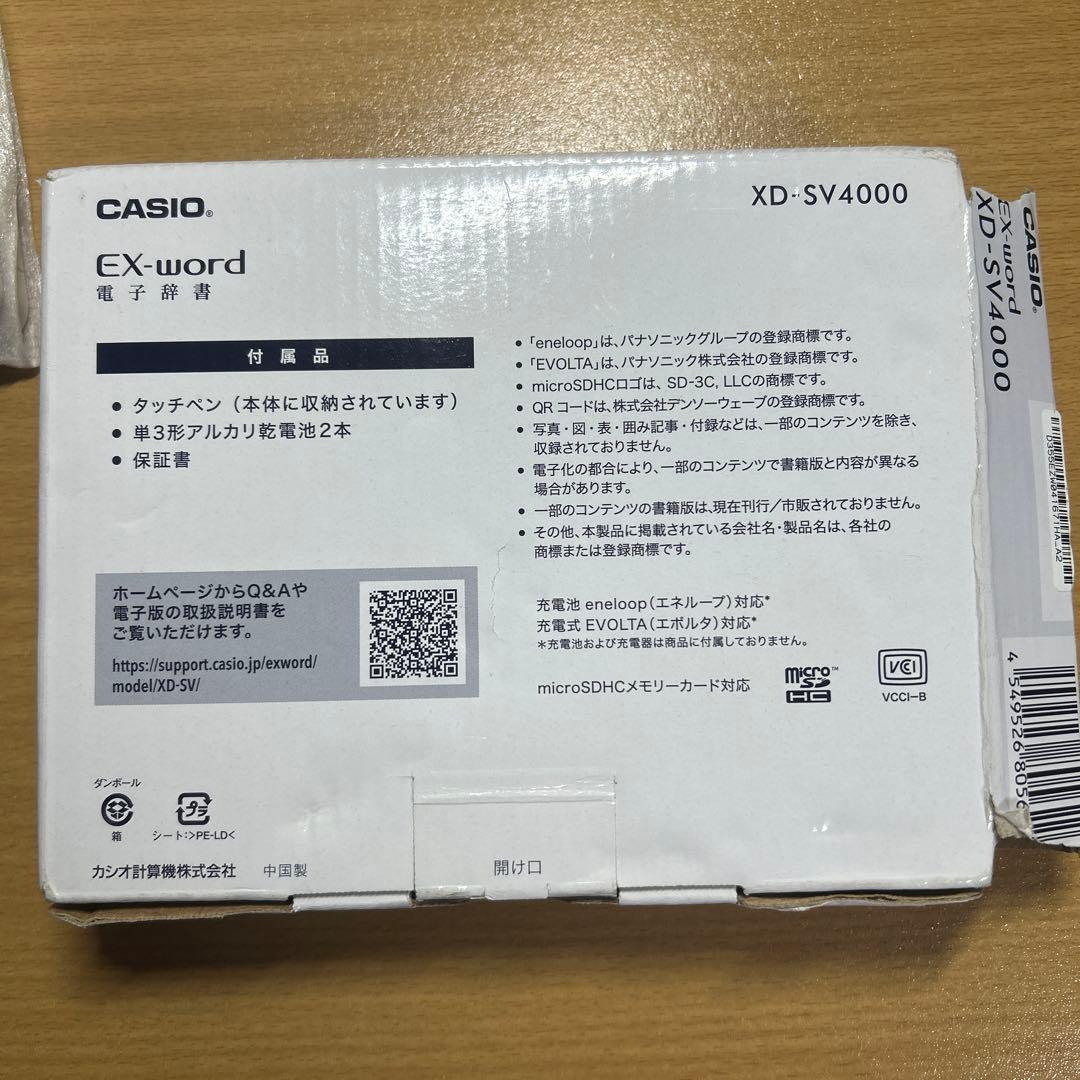 CASIO®
XD-SV4000
EX-word
電子辞書
付属品
● タッチペン（本体に収納されています）
● 単3形アルカリ乾電池2本
● 保証書
● 「eneloop」は、パナソニックグループの登録商標です。
● 「EVOLTA」は、パナソニック株式会社の登録商標です。
● microSDHCロゴは、SD-3C, LLCの商標です。
● QRコードは、株式会社デンソーウェーブの登録商標です。
● 写真・図・表・囲み記事・付録などは、一部のコンテンツを除き、
収録されておりません。
● 電子化の都合により、一部のコンテンツで書籍版と内容が異なる
場合があります。
● 一部のコンテンツの書籍版は、現在刊行／市販されておりません。
● その他、本製品に掲載されている会社名・製品名は、各社の
商標または登録商標です。
ホームページからQ&Aや
電子版の取扱説明書を
ご覧いただけます。
https://support.casio.jp/exword/
model/XD-SV/
充電池 eneloop（エネループ）対応*
充電式 EVOLTA（エボルタ）対応*
＊充電池および充電器は商品に付属しておりません。
microSDHCメモリーカード対応
micro SD HC™
VCCI
VCCI-B
ダンボール
箱
プラ
シート:>PE-LD<
カシオ計算機株式会社 中国製
開け口
CASIO®
EX-word
XD-SV4000
4 549526 8056